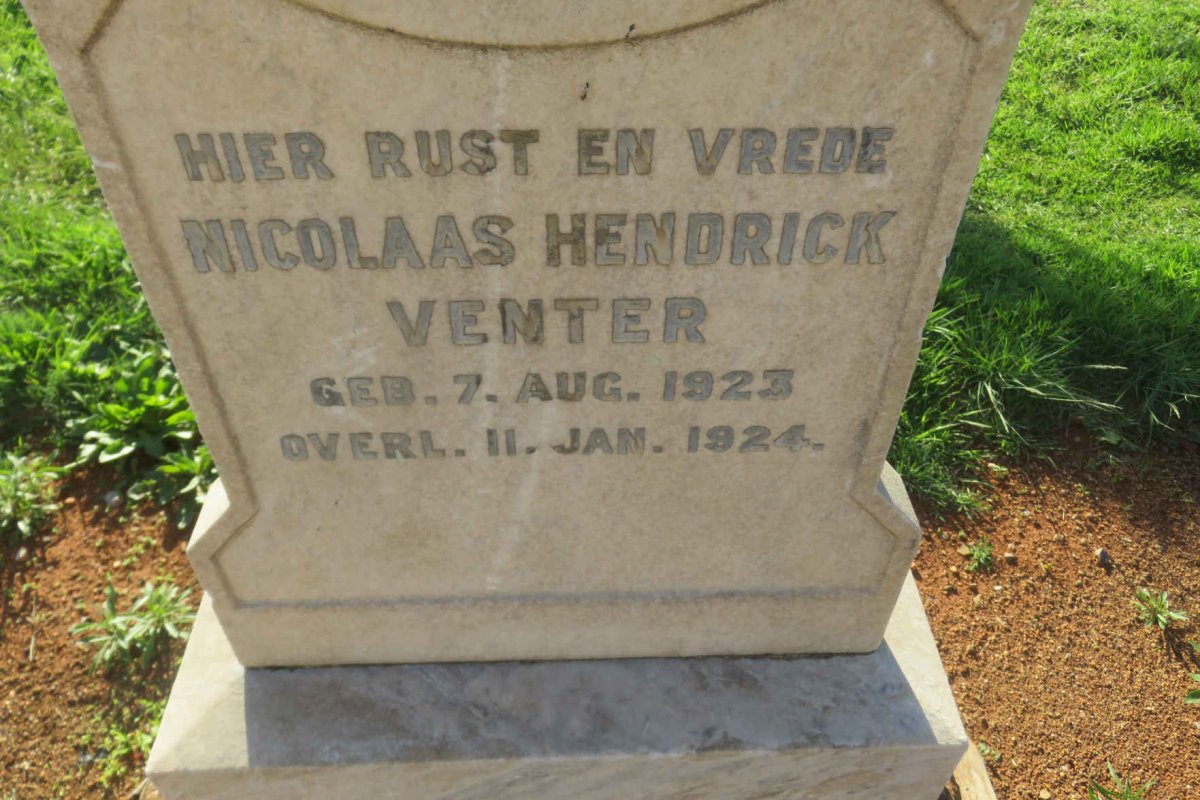 HIER RUST EN VREDE
NICOLAAS HENDRICK
VENTER
GEB. 7. AUG. 1923
OVERL. 11. JAN. 1924.